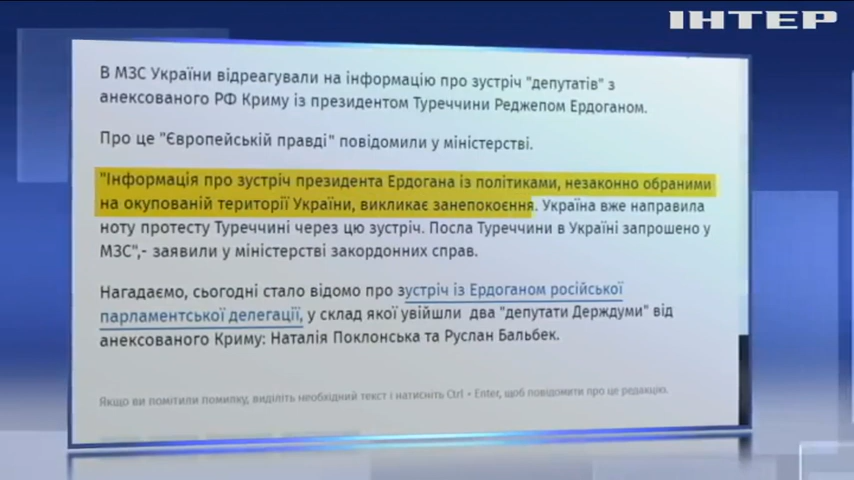 ІНТЕР
В МЗС України відреагували на інформацію про зустріч "депутатів" з
анексованого РФ Криму із президентом Туреччини Реджепом Ердоганом.
Про це "Європейській правді" повідомили у міністерстві.
"Інформація про зустріч президента Ердогана із політиками, незаконно обраними
на окупованій території України, викликає занепокоєння. Україна вже направила
ноту протесту Туреччині через цю зустріч. Посла Туреччини в Україні запрошено у
МЗС",- заявили у міністерстві закордонних справ.
Нагадаємо, сьогодні стало відомо про зустріч із Ердоганом російської
парламентської делегації, у склад якої увійшли два "депутати Держдуми" від
анексованого Криму: Наталія Поклонська та Руслан Бальбек.
Якщо ви помітили помилку, виділіть необхідний текст і натисніть Ctrl + Enter, щоб повідомити про це редакцію.